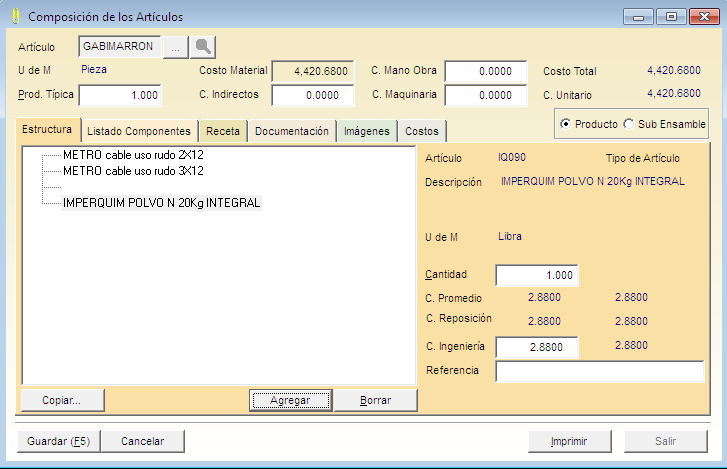 Composición de los Artículos
Artículo GABIMARRON ...
U de M Pieza Costo Material 4,420.6800 C. Mano Obra 0.0000 Costo Total 4,420.6800
Prod. Típica 1.000 C. Indirectos 0.0000 C. Maquinaria 0.0000 C. Unitario 4,420.6800
Producto Sub Ensamble
Estructura Listado Componentes Receta Documentación Imágenes Costos
METRO cable uso rudo 2X12
METRO cable uso rudo 3X12
IMPERQUIM POLVO N 20Kg INTEGRAL
Artículo IQ090 Tipo de Artículo
Descripción IMPERQUIM POLVO N 20Kg INTEGRAL
U de M Libra
Cantidad 1.000
C. Promedio 2.8800 2.8800
C. Reposición 2.8800 2.8800
C. Ingeniería 2.8800 2.8800
Referencia
Copiar... Agregar Borrar
Guardar (F5) Cancelar Imprimir Salir